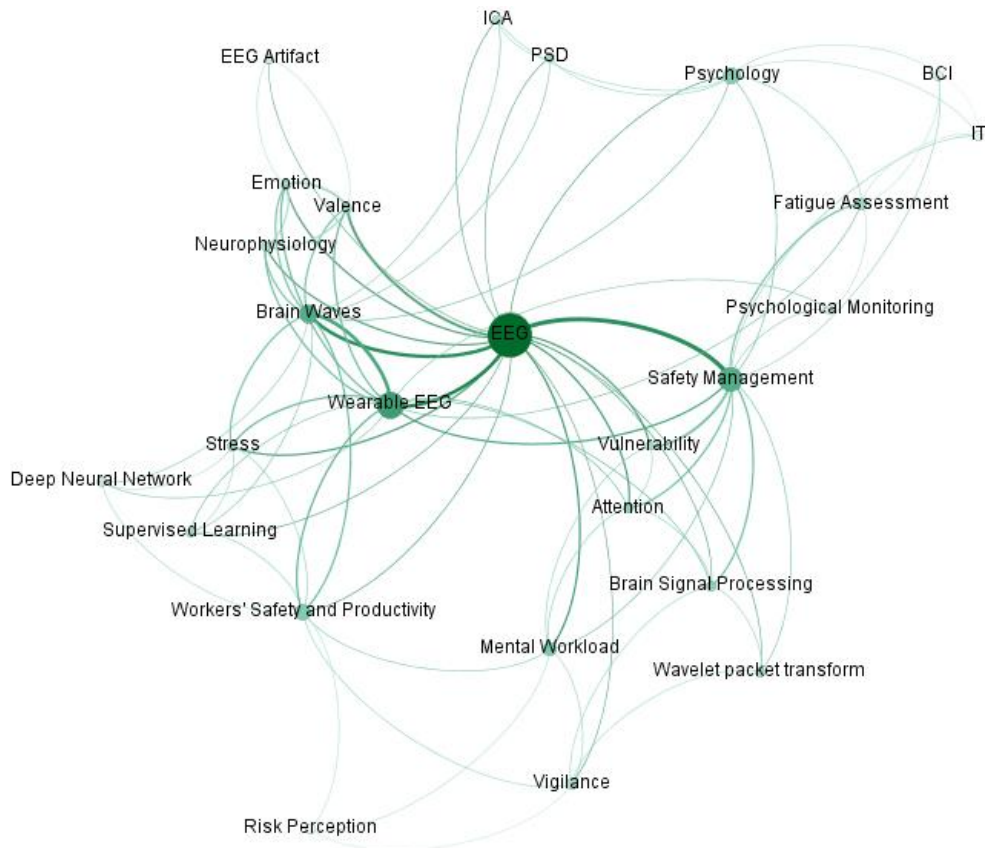 ICA
EEG Artifact
PSD
Psychology
BCI
IT
Emotion
Valence
Fatigue Assessment
Neurophysiology
Brain Waves
Psychological Monitoring
EEG
Safety Management
Wearable EEG
Stress
Vulnerability
Deep Neural Network
Attention
Supervised Learning
Brain Signal Processing
Workers' Safety and Productivity
Mental Workload
Wavelet packet transform
Vigilance
Risk Perception